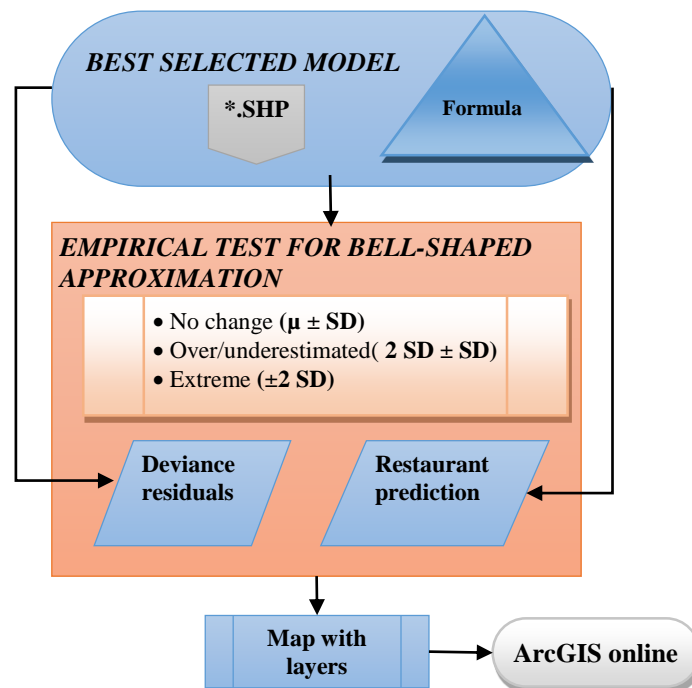 BEST SELECTED MODEL
*.SHP
Formula
EMPIRICAL TEST FOR BELL-SHAPED
APPROXIMATION
• No change (µ ± SD)
• Over/underestimated( 2 SD ± SD)
• Extreme (±2 SD)
Deviance
residuals
Restaurant
prediction
Map with
layers
ArcGIS online